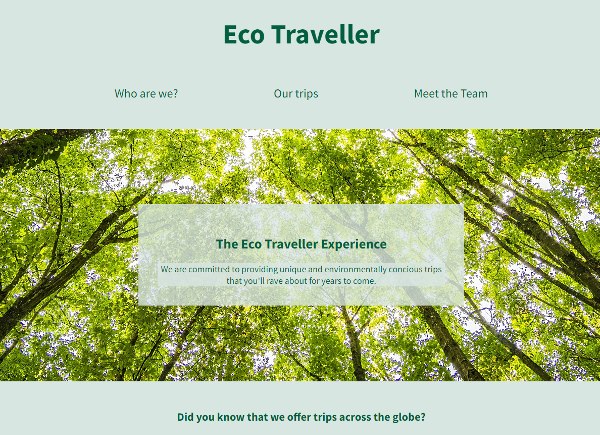 Eco Traveller
Who are we? Our trips Meet the Team
The Eco Traveller Experience
We are committed to providing unique and environmentally concious trips
that you'll rave about for years to come.
Did you know that we offer trips across the globe?